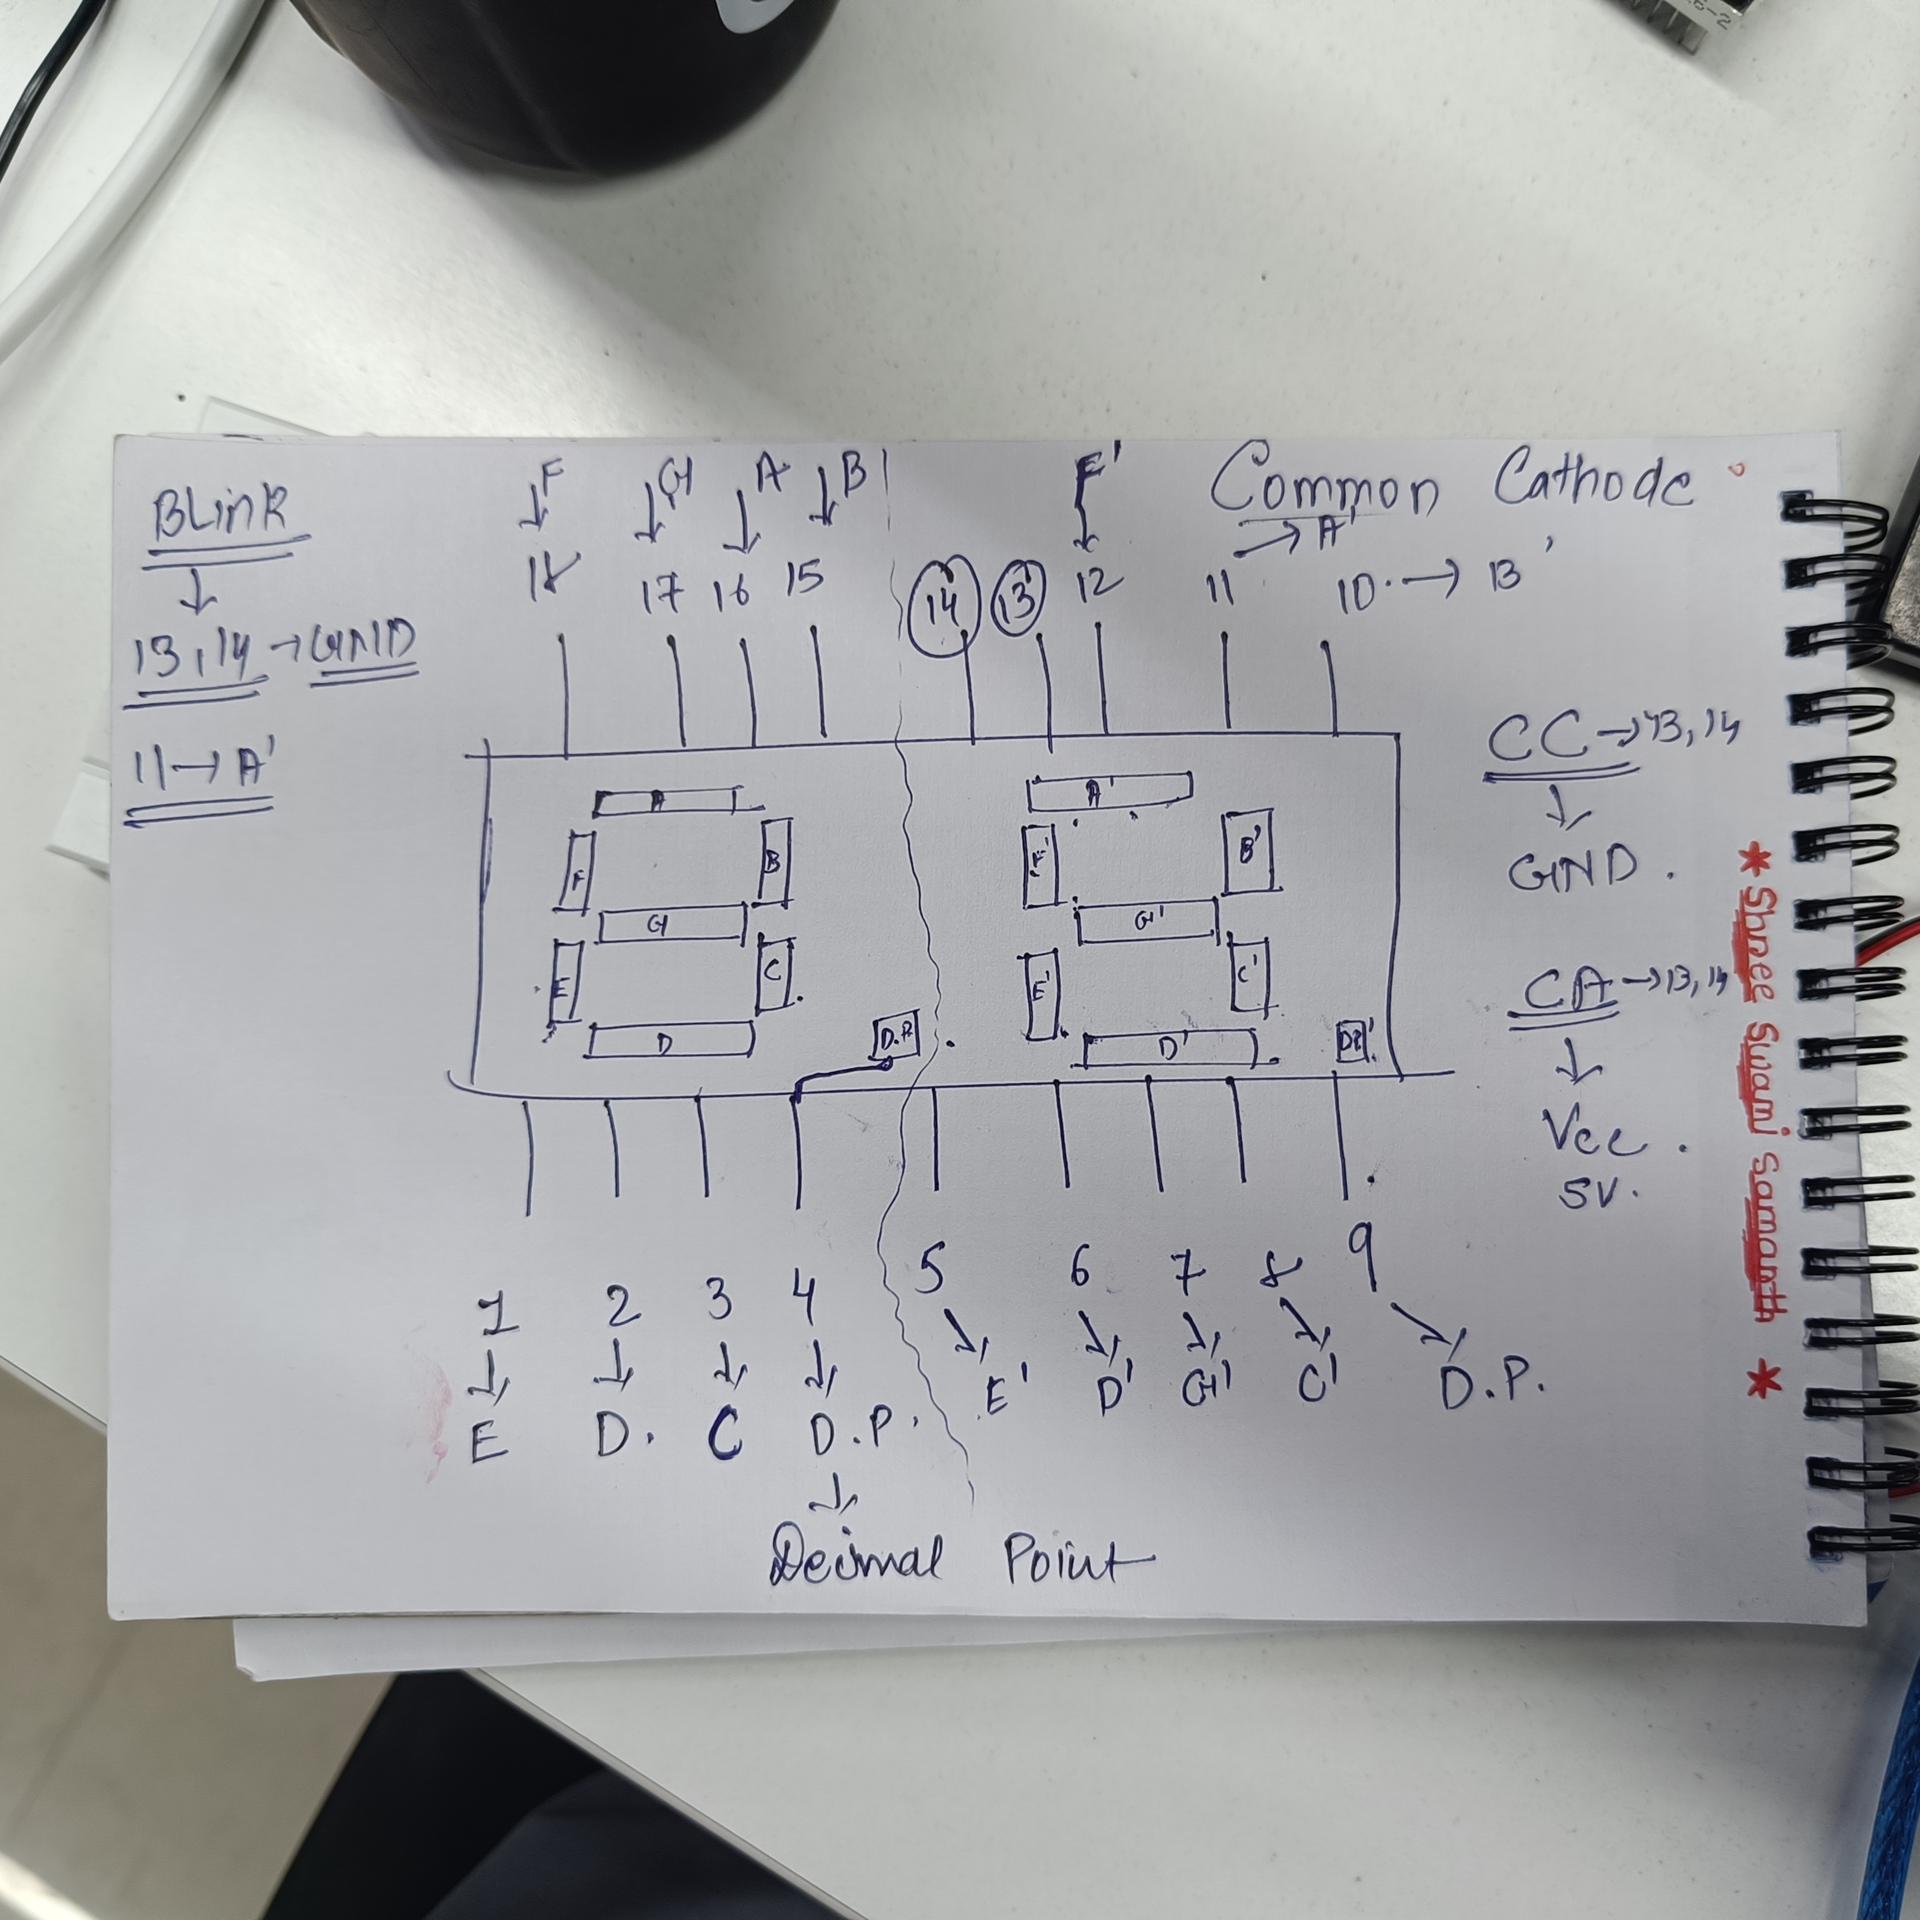 BLink
↓
13,14 → GND
11 → A'
F G A B F' Common Cathode
↓ ↓ ↓ ↓ ↓ → A'
18 17 16 15 14 13 12 11 10 → B'
A A'
F B F' B'
G G'
E C E' C'
D D.P D' DP'
CC → 13,14
↓
GND.
CA → 13,14
↓
Vcc.
5V.
1 2 3 4 5 6 7 8 9
↓ ↓ ↓ ↓ ↘ ↘ ↘ ↘ ↘
E D. C D.P. E' D' G' C' D.P.
↓
Decimal Point
* Shree Swami Samarth *